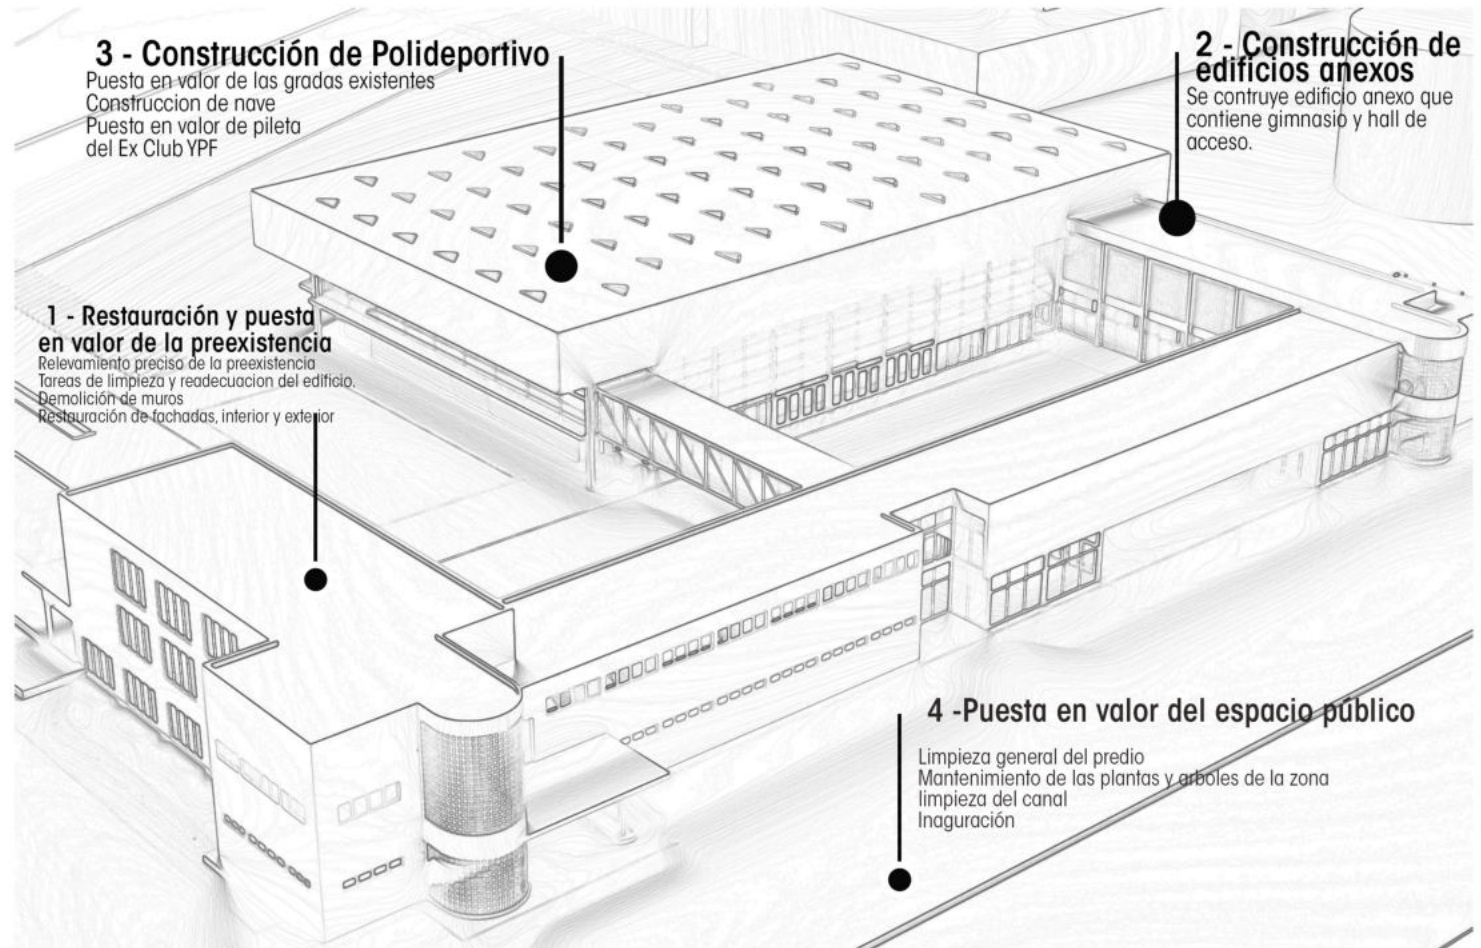 3 - Construcción de Polideportivo
Puesta en valor de las gradas existentes
Construccion de nave
Puesta en valor de pileta
del Ex Club YPF
2 - Construcción de
edificios anexos
Se contruye edificio anexo que
contiene gimnasio y hall de
acceso.
1 - Restauración y puesta
en valor de la preexistencia
Relevamiento preciso de la preexistencia
Tareas de limpieza y readecuacion del edificio.
Demolición de muros
Restauración de fachadas, interior y exterior
4 -Puesta en valor del espacio público
Limpieza general del predio
Mantenimiento de las plantas y arboles de la zona
limpieza del canal
Inaguración